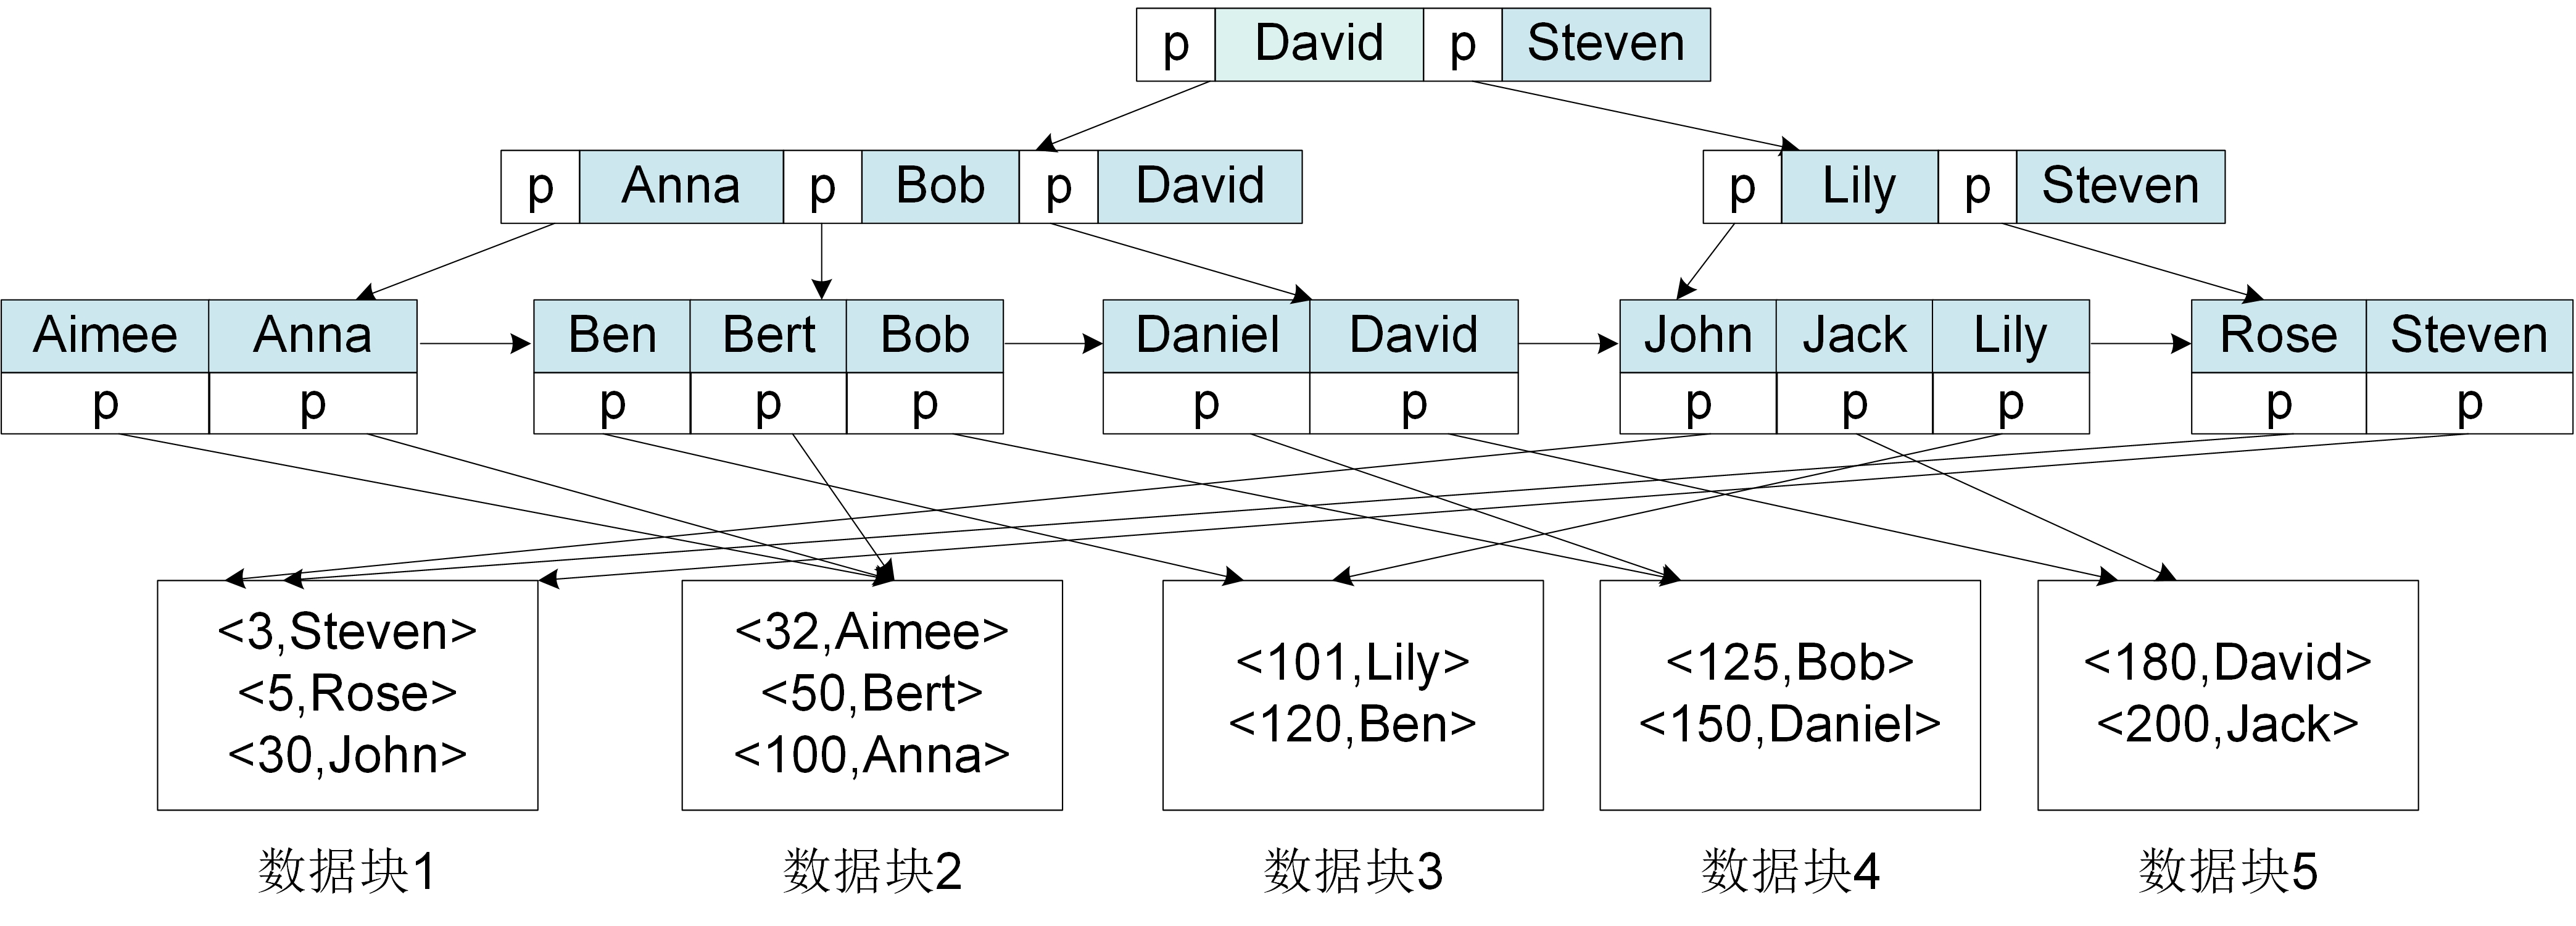 p David p Steven
p Anna p Bob p David
p Lily p Steven
Aimee Anna
p p
Ben Bert Bob
p p p
Daniel David
p p
John Jack Lily
p p p
Rose Steven
p p
<3,Steven>
<5,Rose>
<30,John>
数据块1
<32,Aimee>
<50,Bert>
<100,Anna>
数据块2
<101,Lily>
<120,Ben>
数据块3
<125,Bob>
<150,Daniel>
数据块4
<180,David>
<200,Jack>
数据块5